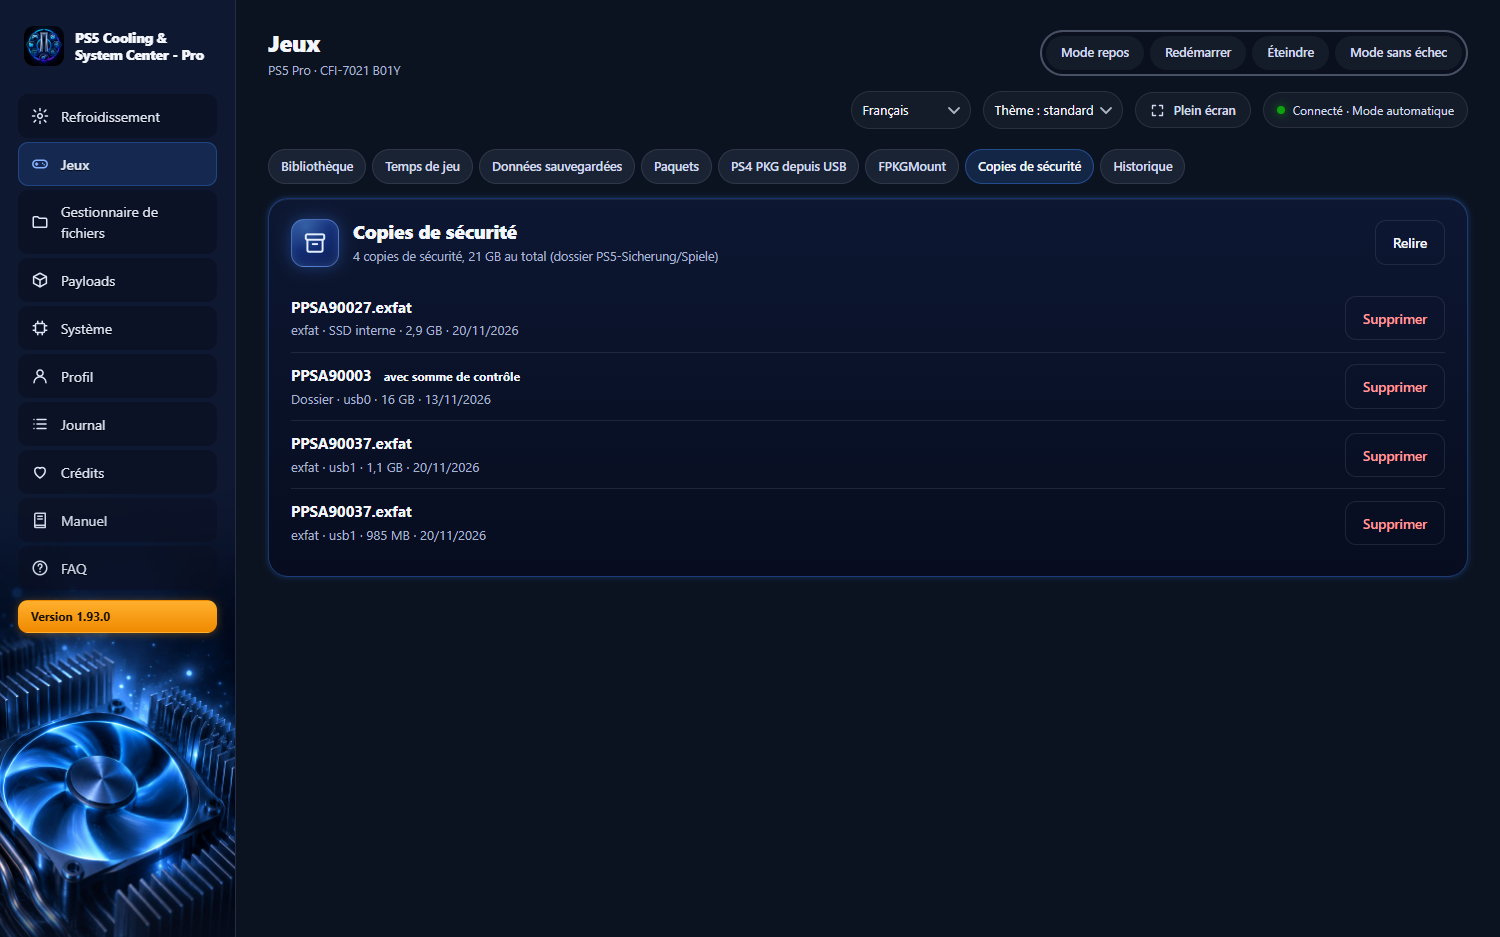 PS5 Cooling &
System Center - Pro
Refroidissement
Jeux
Gestionnaire de
fichiers
Payloads
Système
Profil
Journal
Crédits
Manuel
FAQ
Version 1.93.0
Jeux
PS5 Pro · CFI-7021 B01Y
Mode repos
Redémarrer
Éteindre
Mode sans échec
Français
Thème : standard
Plein écran
Connecté · Mode automatique
Bibliothèque
Temps de jeu
Données sauvegardées
Paquets
PS4 PKG depuis USB
FPKGMount
Copies de sécurité
Historique
Copies de sécurité
4 copies de sécurité, 21 GB au total (dossier PS5-Sicherung/Spiele)
Relire
PPSA90027.exfat
exfat · SSD interne · 2,9 GB · 20/11/2026
Supprimer
PPSA90003 avec somme de contrôle
Dossier · usb0 · 16 GB · 13/11/2026
Supprimer
PPSA90037.exfat
exfat · usb1 · 1,1 GB · 20/11/2026
Supprimer
PPSA90037.exfat
exfat · usb1 · 985 MB · 20/11/2026
Supprimer